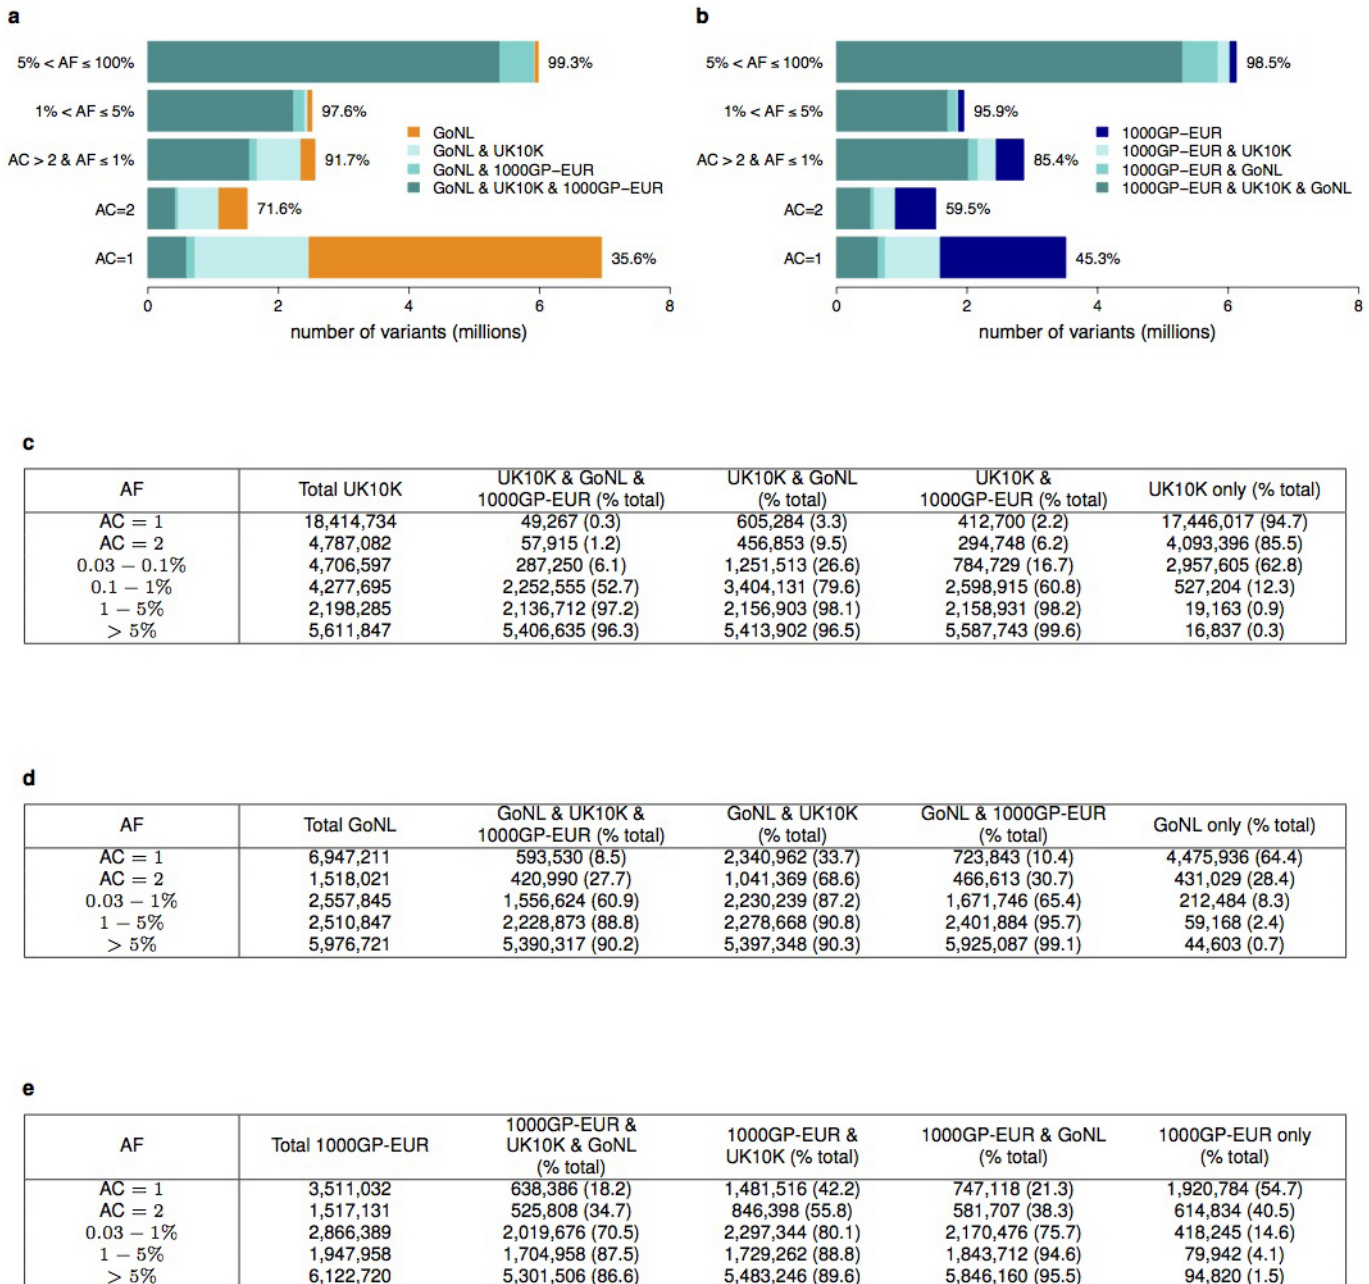 a
5% < AF ≤ 100%
99.3%
1% < AF ≤ 5%
97.6%
AC > 2 & AF ≤ 1%
91.7%
AC=2
71.6%
AC=1
35.6%
GoNL
GoNL & UK10K
GoNL & 1000GP−EUR
GoNL & UK10K & 1000GP−EUR
0 2 4 6 8
number of variants (millions)
b
5% < AF ≤ 100%
98.5%
1% < AF ≤ 5%
95.9%
AC > 2 & AF ≤ 1%
85.4%
AC=2
59.5%
AC=1
45.3%
1000GP−EUR
1000GP−EUR & UK10K
1000GP−EUR & GoNL
1000GP−EUR & UK10K & GoNL
0 2 4 6 8
number of variants (millions)
c
AF Total UK10K UK10K & GoNL & 1000GP-EUR (% total) UK10K & GoNL (% total) UK10K & 1000GP-EUR (% total) UK10K only (% total)
AC = 1 18,414,734 49,267 (0.3) 605,284 (3.3) 412,700 (2.2) 17,446,017 (94.7)
AC = 2 4,787,082 57,915 (1.2) 456,853 (9.5) 294,748 (6.2) 4,093,396 (85.5)
0.03 − 0.1% 4,706,597 287,250 (6.1) 1,251,513 (26.6) 784,729 (16.7) 2,957,605 (62.8)
0.1 − 1% 4,277,695 2,252,555 (52.7) 3,404,131 (79.6) 2,598,915 (60.8) 527,204 (12.3)
1 − 5% 2,198,285 2,136,712 (97.2) 2,156,903 (98.1) 2,158,931 (98.2) 19,163 (0.9)
> 5% 5,611,847 5,406,635 (96.3) 5,413,902 (96.5) 5,587,743 (99.6) 16,837 (0.3)
d
AF Total GoNL GoNL & UK10K & 1000GP-EUR (% total) GoNL & UK10K (% total) GoNL & 1000GP-EUR (% total) GoNL only (% total)
AC = 1 6,947,211 593,530 (8.5) 2,340,962 (33.7) 723,843 (10.4) 4,475,936 (64.4)
AC = 2 1,518,021 420,990 (27.7) 1,041,369 (68.6) 466,613 (30.7) 431,029 (28.4)
0.03 − 1% 2,557,845 1,556,624 (60.9) 2,230,239 (87.2) 1,671,746 (65.4) 212,484 (8.3)
1 − 5% 2,510,847 2,228,873 (88.8) 2,278,668 (90.8) 2,401,884 (95.7) 59,168 (2.4)
> 5% 5,976,721 5,390,317 (90.2) 5,397,348 (90.3) 5,925,087 (99.1) 44,603 (0.7)
e
AF Total 1000GP-EUR 1000GP-EUR & UK10K & GoNL (% total) 1000GP-EUR & UK10K (% total) 1000GP-EUR & GoNL (% total) 1000GP-EUR only (% total)
AC = 1 3,511,032 638,386 (18.2) 1,481,516 (42.2) 747,118 (21.3) 1,920,784 (54.7)
AC = 2 1,517,131 525,808 (34.7) 846,398 (55.8) 581,707 (38.3) 614,834 (40.5)
0.03 − 1% 2,866,389 2,019,676 (70.5) 2,297,344 (80.1) 2,170,476 (75.7) 418,245 (14.6)
1 − 5% 1,947,958 1,704,958 (87.5) 1,729,262 (88.8) 1,843,712 (94.6) 79,942 (4.1)
> 5% 6,122,720 5,301,506 (86.6) 5,483,246 (89.6) 5,846,160 (95.5) 94,820 (1.5)